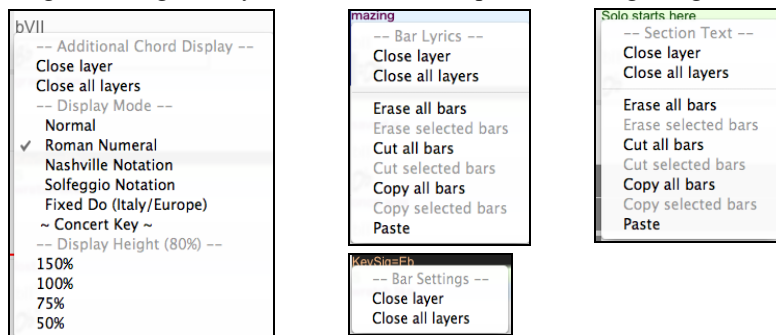 bVII
-- Additional Chord Display --
Close layer
Close all layers
-- Display Mode --
Normal
✓ Roman Numeral
Nashville Notation
Solfeggio Notation
Fixed Do (Italy/Europe)
~ Concert Key ~
-- Display Height (80%) --
150%
100%
75%
50%
mazing
-- Bar Lyrics --
Close layer
Close all layers
Erase all bars
Erase selected bars
Cut all bars
Cut selected bars
Copy all bars
Copy selected bars
Paste
KeySig=Eb
-- Bar Settings --
Close layer
Close all layers
Solo starts here
-- Section Text --
Close layer
Close all layers
Erase all bars
Erase selected bars
Cut all bars
Cut selected bars
Copy all bars
Copy selected bars
Paste